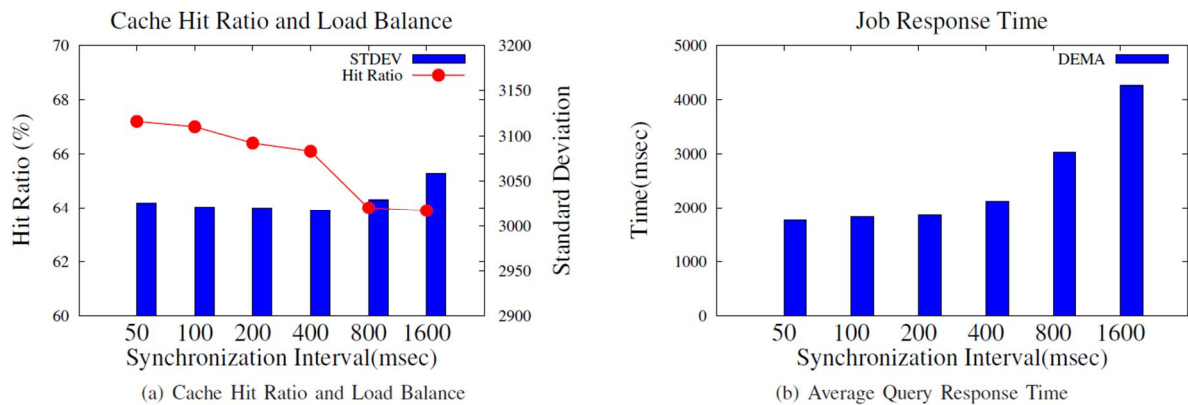 Cache Hit Ratio and Load Balance
70
68
66
64
62
60
Hit Ratio (%)
STDEV
Hit Ratio
3200
3150
3100
3050
3000
2950
2900
Standard Deviation
50 100 200 400 800 1600
Synchronization Interval(msec)
(a) Cache Hit Ratio and Load Balance
Job Response Time
5000
4000
3000
2000
1000
0
Time(msec)
DEMA
50 100 200 400 800 1600
Synchronization Interval(msec)
(b) Average Query Response Time